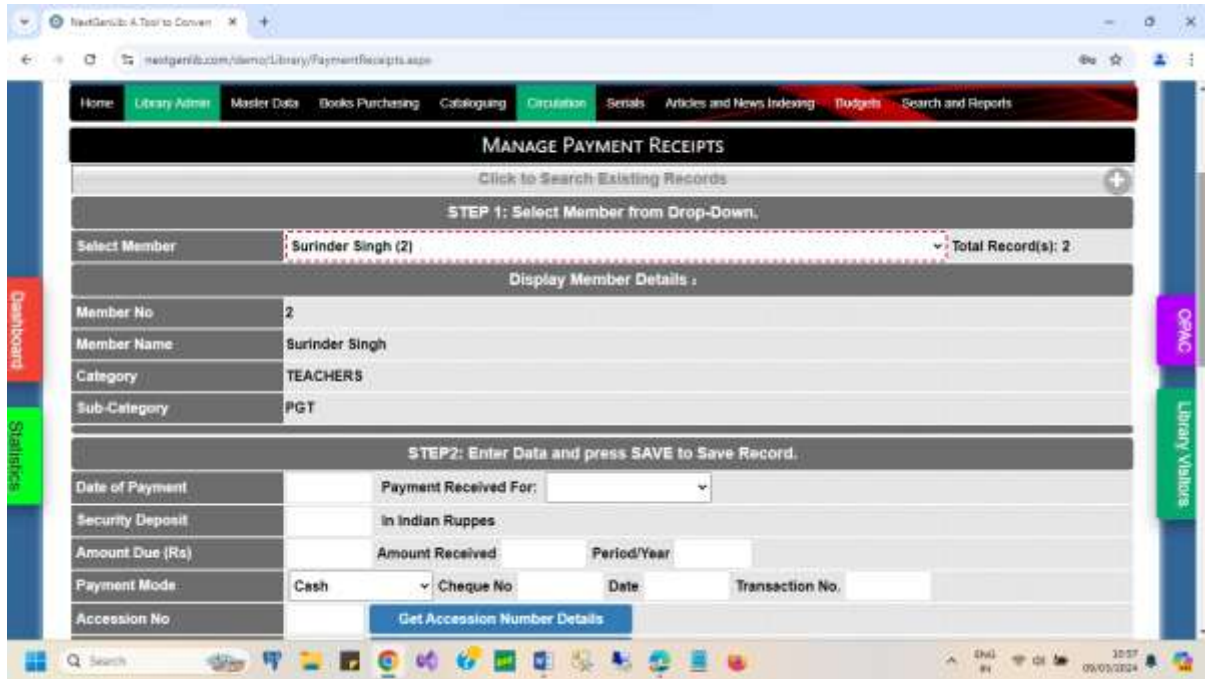 NextGenLib: A Tool to Convert
nextgenlib.com/demo/Library/PaymentReceipts.aspx
Home Library Admin Master Data Books Purchasing Cataloguing Circulation Serials Articles and News Indexing Budgets Search and Reports
MANAGE PAYMENT RECEIPTS
Click to Search Existing Records
STEP 1: Select Member from Drop-Down.
Select Member Surinder Singh (2) Total Record(s): 2
Display Member Details :
Member No 2
Member Name Surinder Singh
Category TEACHERS
Sub-Category PGT
STEP2: Enter Data and press SAVE to Save Record.
Date of Payment Payment Received For:
Security Deposit In Indian Ruppes
Amount Due (Rs) Amount Received Period/Year
Payment Mode Cash Cheque No Date Transaction No.
Accession No Get Accession Number Details
Dashboard
Statistics
OPAC
Library Visitors
Search
ENG
IN
10:57
09/05/2024